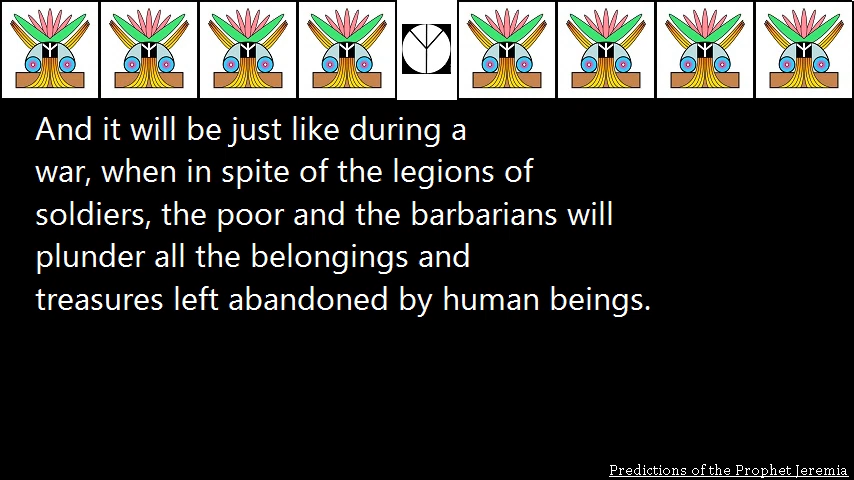 And it will be just like during a
war, when in spite of the legions of
soldiers, the poor and the barbarians will
plunder all the belongings and
treasures left abandoned by human beings.
Predictions of the Prophet Jeremia